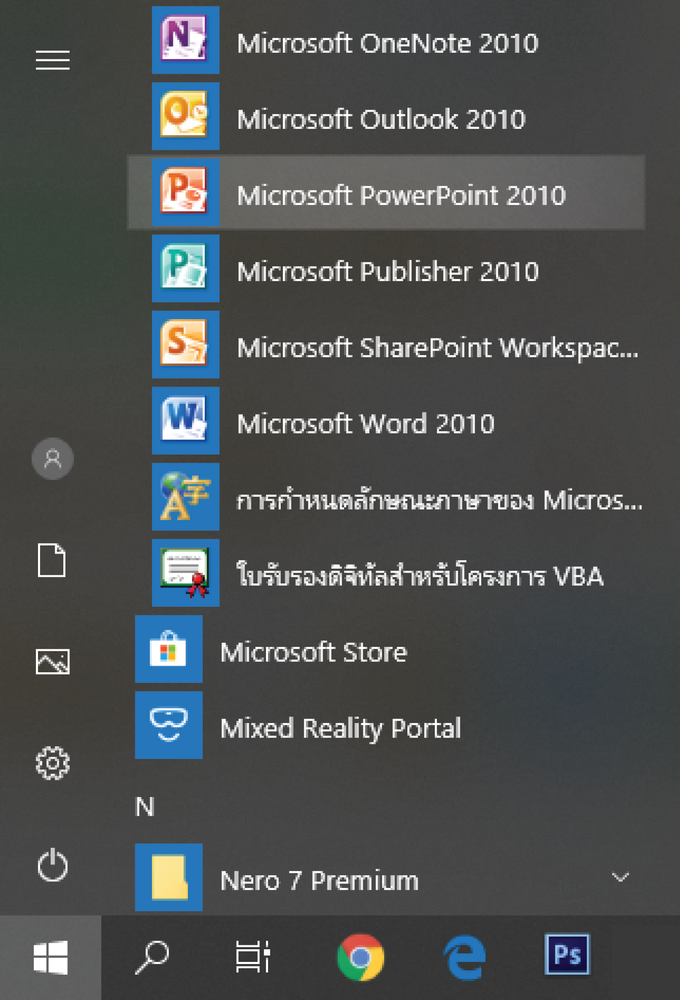 Microsoft OneNote 2010
Microsoft Outlook 2010
Microsoft PowerPoint 2010
Microsoft Publisher 2010
Microsoft SharePoint Workspac...
Microsoft Word 2010
การกำหนดลักษณะภาษาของ Micros...
ใบรับรองดิจิทัลสำหรับโครงการ VBA
Microsoft Store
Mixed Reality Portal
N
Nero 7 Premium
Ps